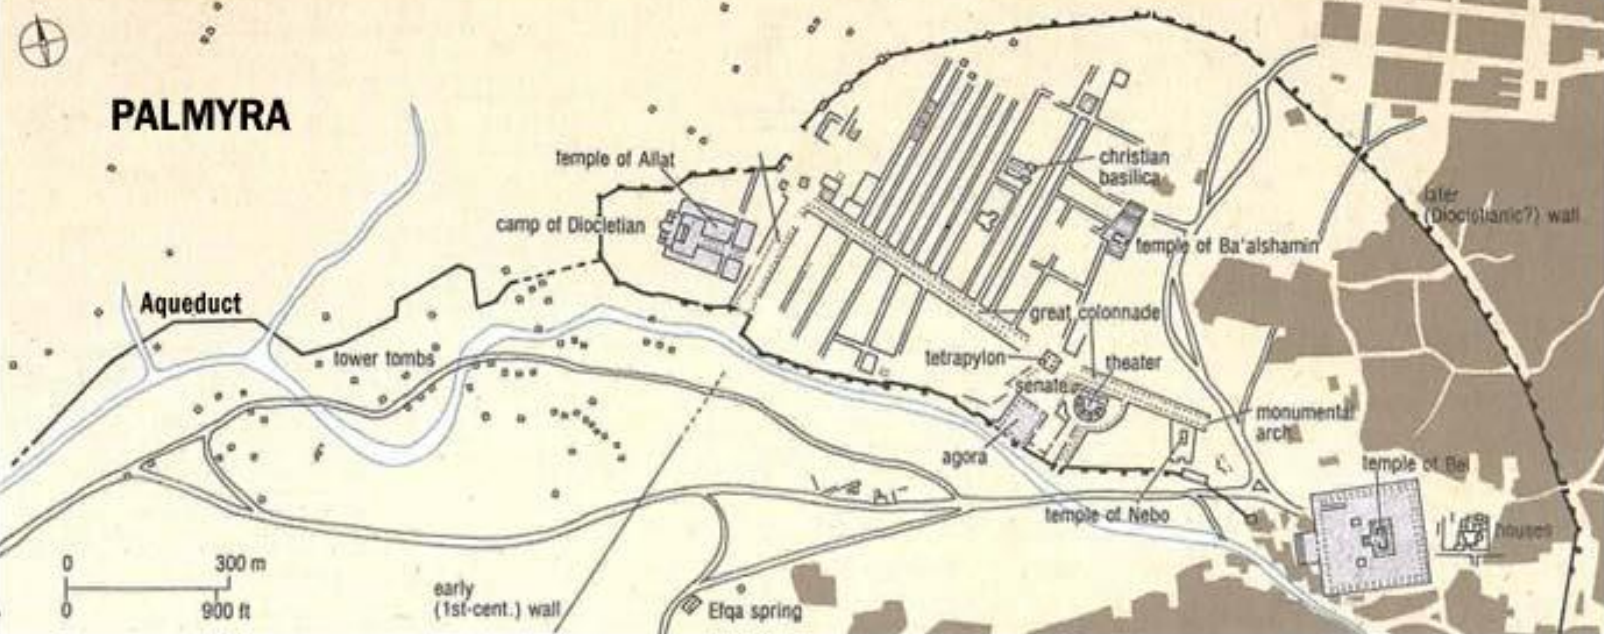 PALMYRA
temple of Allat
camp of Diocletian
christian
basilica
later
(Diocletianic?) wall
temple of Ba'alshamin
Aqueduct
great colonnade
tower tombs
tetrapylon
theater
senate
monumental
arch
agora
temple of Bel
temple of Nebo
houses
0 300 m
0 900 ft
early
(1st-cent.) wall
Efqa spring